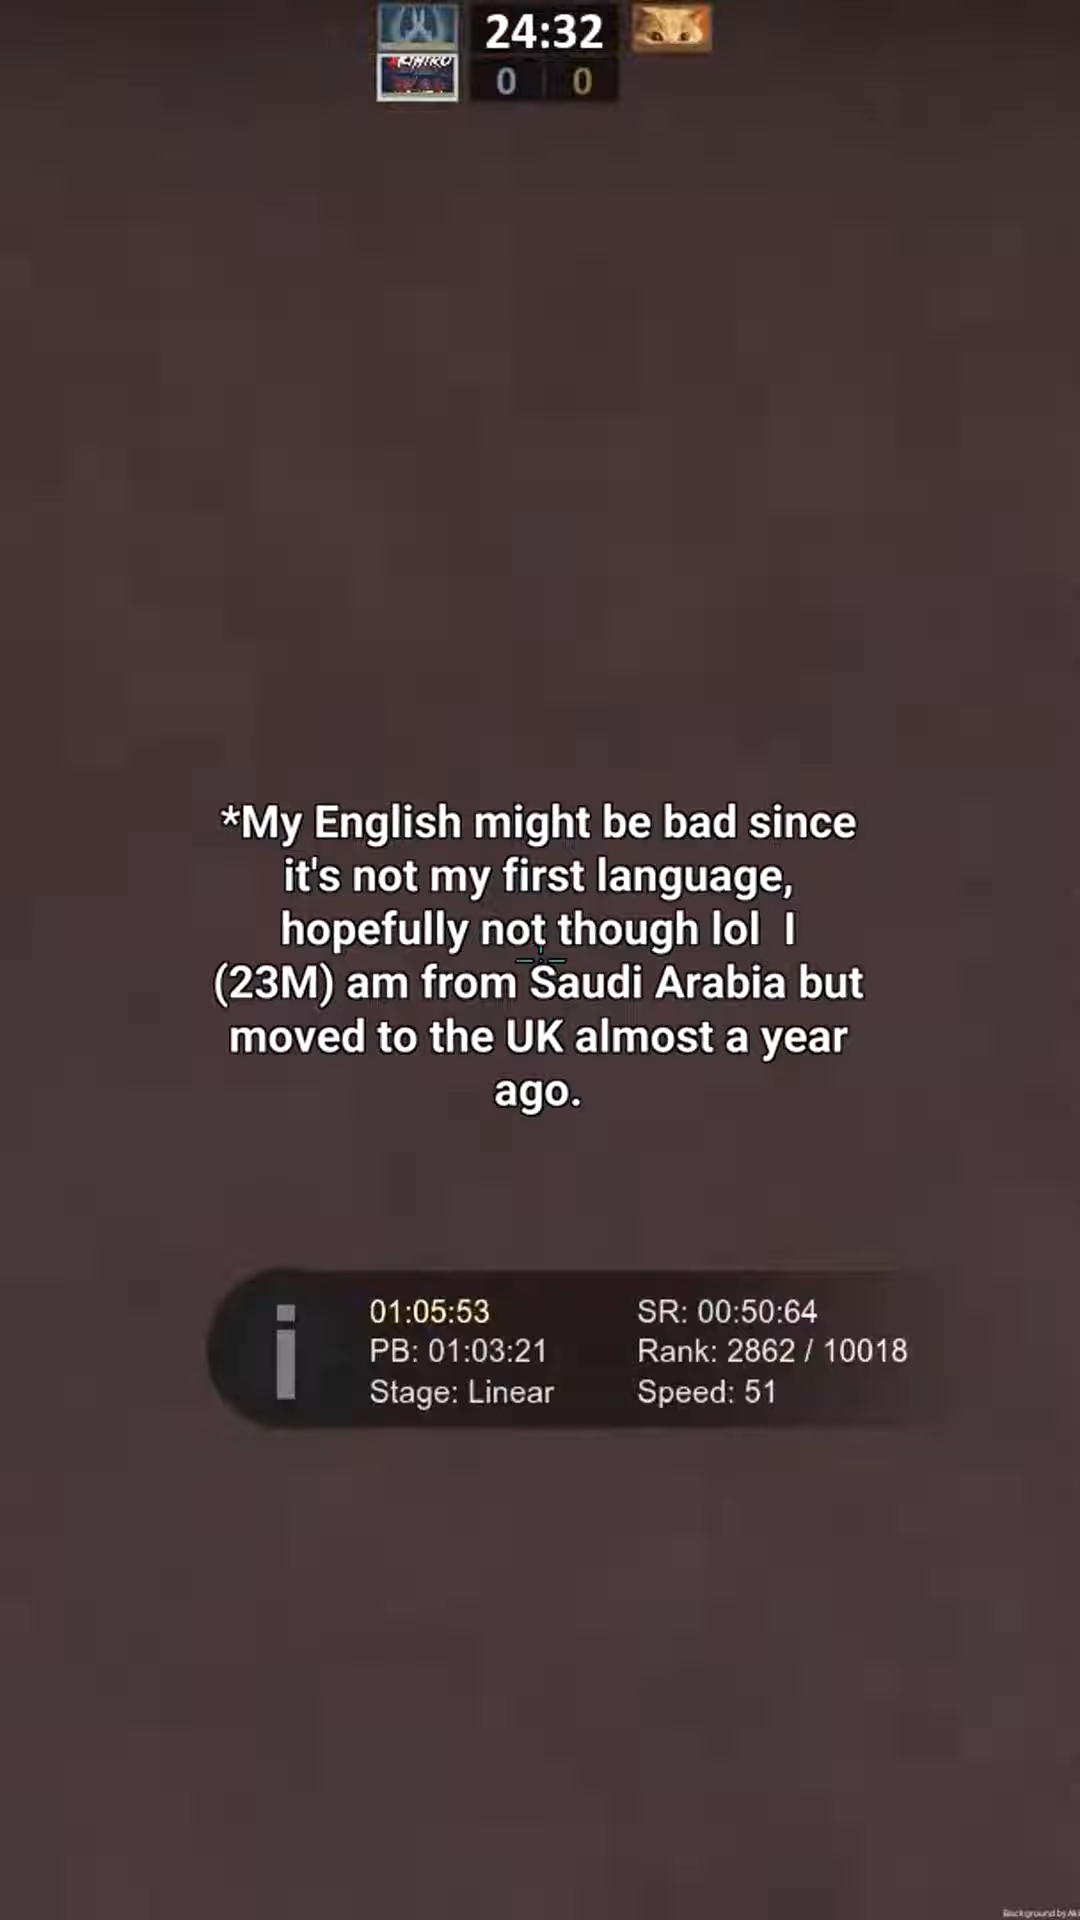 24:32
0 0
*My English might be bad since
it's not my first language,
hopefully not though lol  I
(23M) am from Saudi Arabia but
moved to the UK almost a year
ago.
01:05:53 SR: 00:50:64
PB: 01:03:21 Rank: 2862 / 10018
Stage: Linear Speed: 51
Background by